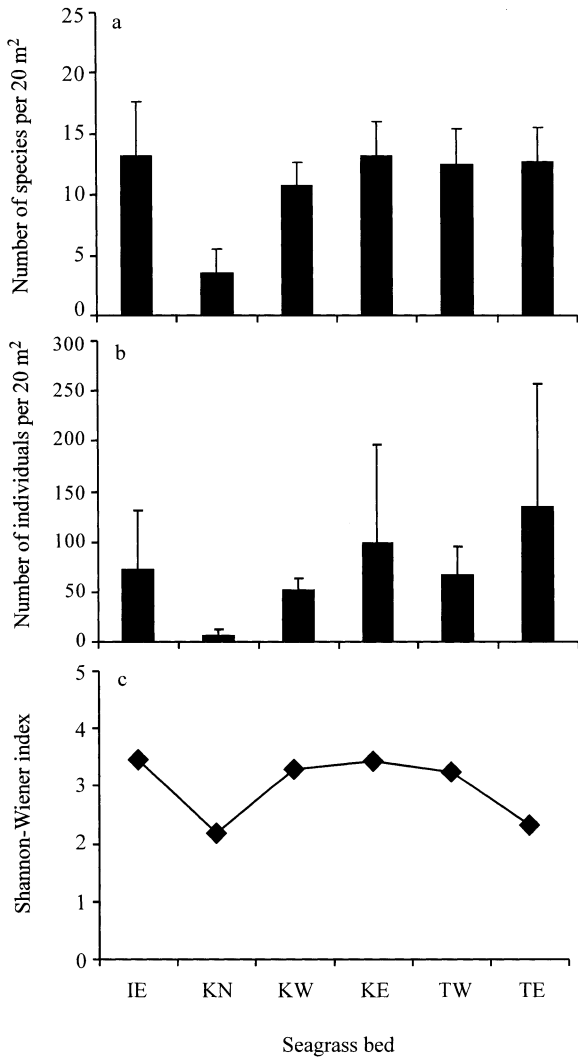 a
Number of species per 20 m²
25
20
15
10
5
0
b
Number of individuals per 20 m²
300
250
200
150
100
50
0
c
Shannon-Wiener index
5
4
3
2
1
0
IE KN KW KE TW TE
Seagrass bed